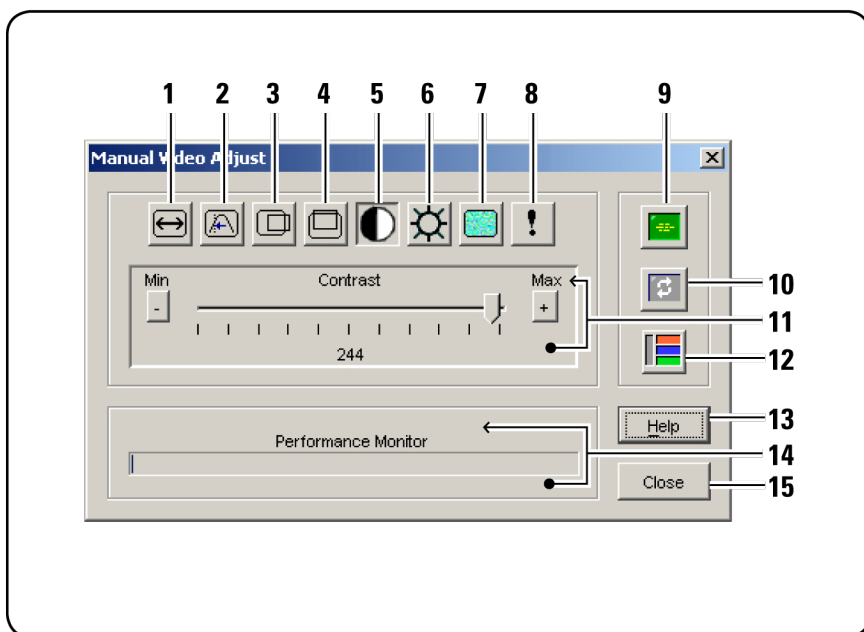 1 2 3 4 5 6 7 8 9
Manual Video Adjust
Min Contrast Max
- +
244
10
11
12
Help 13
Performance Monitor
14
Close 15